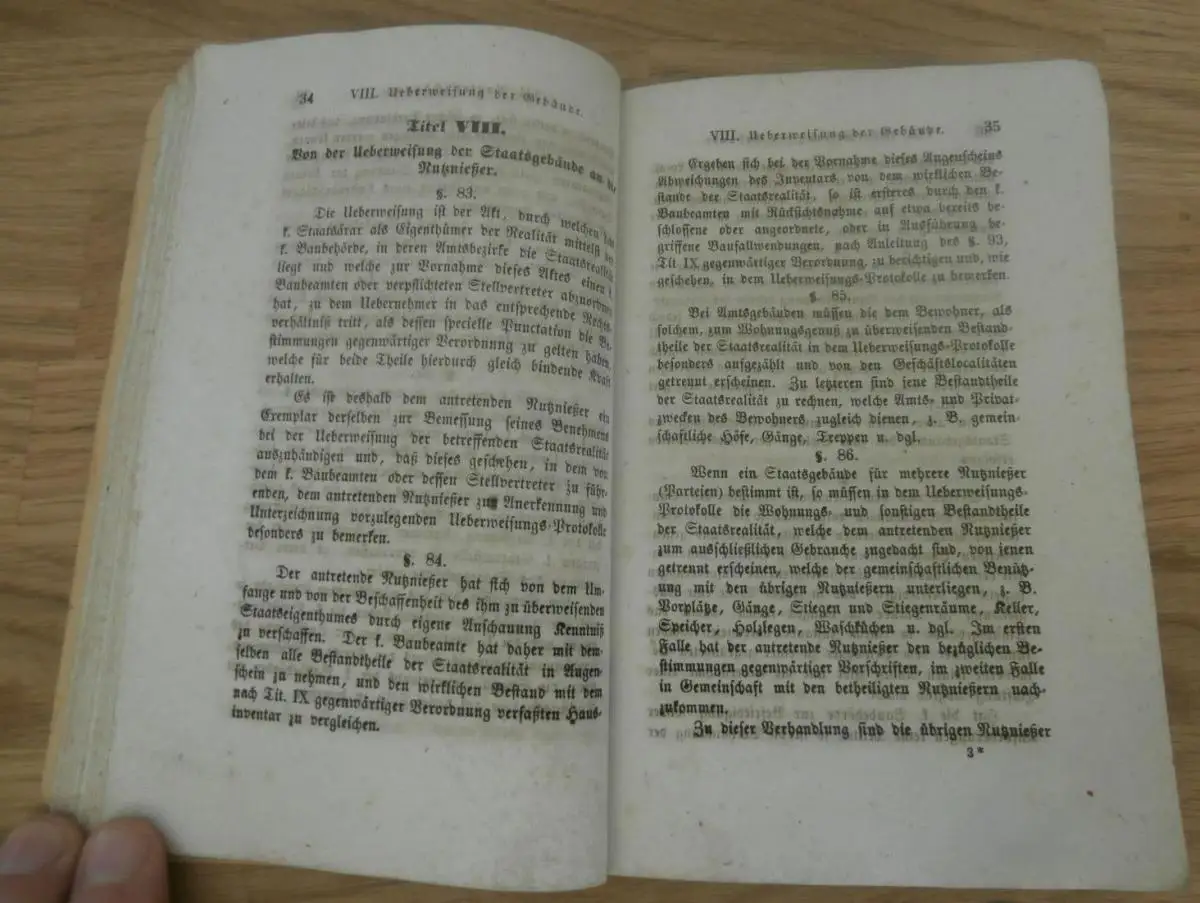 34 VIII. Ueberweisung der Gebäude.
Titel VIII.
Von der Ueberweisung der Staatsgebäude an
Nutznießer.
§. 83.
Die Ueberweisung ist der Akt, durch welchen
k. Staatsärar als Eigenthümer der Realität mittelst
k. Baubehörde, in deren Amtsbezirke die Staatsrealität
liegt und welche zur Vornahme dieses Aktes einen
Baubeamten oder verpflichteten Stellvertreter abzuordnen
hat, zu dem Uebernehmer in das entsprechende Rechts-
verhältniß tritt, als dessen specielle Punctation die Be-
stimmungen gegenwärtiger Verordnung zu gelten haben,
welche für beide Theile hierdurch gleich bindende Kraft
erhalten.
Es ist deshalb dem antretenden Nutznießer ein
Exemplar derselben zur Bemessung seines Benehmens
bei der Ueberweisung der betreffenden Staatsrealität
auszuhändigen und, daß dieses geschehen, in dem von
dem k. Baubeamten oder dessen Stellvertreter zu führ-
enden, dem antretenden Nutznießer zur Anerkennung und
Unterzeichnung vorzulegenden Ueberweisungs-Protokolle
besonders zu bemerken.
§. 84.
Der antretende Nutznießer hat sich von dem Um-
fange und von der Beschaffenheit des ihm zu überweisenden
Staatseigenthumes durch eigene Anschauung Kenntniß
zu verschaffen. Der k. Baubeamte hat daher mit dem-
selben alle Bestandtheile der Staatsrealität in Augen-
schein zu nehmen, und den wirklichen Bestand mit dem
nach Tit. IX gegenwärtiger Verordnung verfaßten Haus-
inventar zu vergleichen.
VIII. Ueberweisung der Gebäude. 35
Ergeben sich bei der Vornahme dieses Augenscheins
Abweichungen des Inventars von dem wirklichen Be-
stande der Staatsrealität, so ist ersteres durch den k.
Baubeamten mit Rücksichtsnahme auf etwa bereits be-
schlossene oder angeordnete, oder in Ausführung be-
griffene Baufallwendungen, nach Anleitung des §. 93,
Tit. IX gegenwärtiger Verordnung, zu berichtigen und, wie
geschehen, in dem Ueberweisungs-Protokolle zu bemerken.
§. 85.
Bei Amtsgebäuden müssen die dem Bewohner, als
solchem, zum Wohnungsgenuß zu überweisenden Bestand-
theile der Staatsrealität in dem Ueberweisungs-Protokolle
besonders aufgezählt und von den Geschäftslocalitäten
getrennt erscheinen. Zu letzteren sind jene Bestandtheile
der Staatsrealität zu rechnen, welche Amts- und Privat-
zwecken des Bewohners zugleich dienen, z. B. gemein-
schaftliche Höfe, Gänge, Treppen u. dgl.
§. 86.
Wenn ein Staatsgebäude für mehrere Nutznießer
(Parteien) bestimmt ist, so müssen in dem Ueberweisungs-
Protokolle die Wohnungs- und sonstigen Bestandtheile
der Staatsrealität, welche dem antretenden Nutznießer
zum ausschließlichen Gebrauche zugedacht sind, von jenen
getrennt erscheinen, welche der gemeinschaftlichen Benütz-
ung mit den übrigen Nutznießern unterliegen, z. B.
Vorplätze, Gänge, Stiegen und Stiegenräume, Keller,
Speicher, Holzlegen, Waschküchen u. dgl. Im ersten
Falle hat der antretende Nutznießer den bezüglichen Be-
stimmungen gegenwärtiger Vorschriften, im zweiten Falle
in Gemeinschaft mit den betheiligten Nutznießern nach-
zukommen.
Zu dieser Verhandlung sind die übrigen Nutznießer
3*